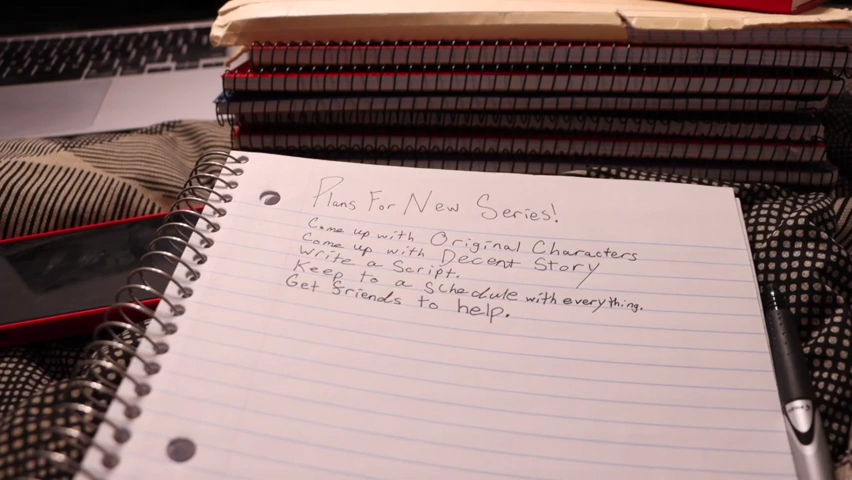 Plans For New Series!
Come up with Original Characters
Come up with Decent Story
Write a Script.
Keep to a Schedule with everything.
Get friends to help.